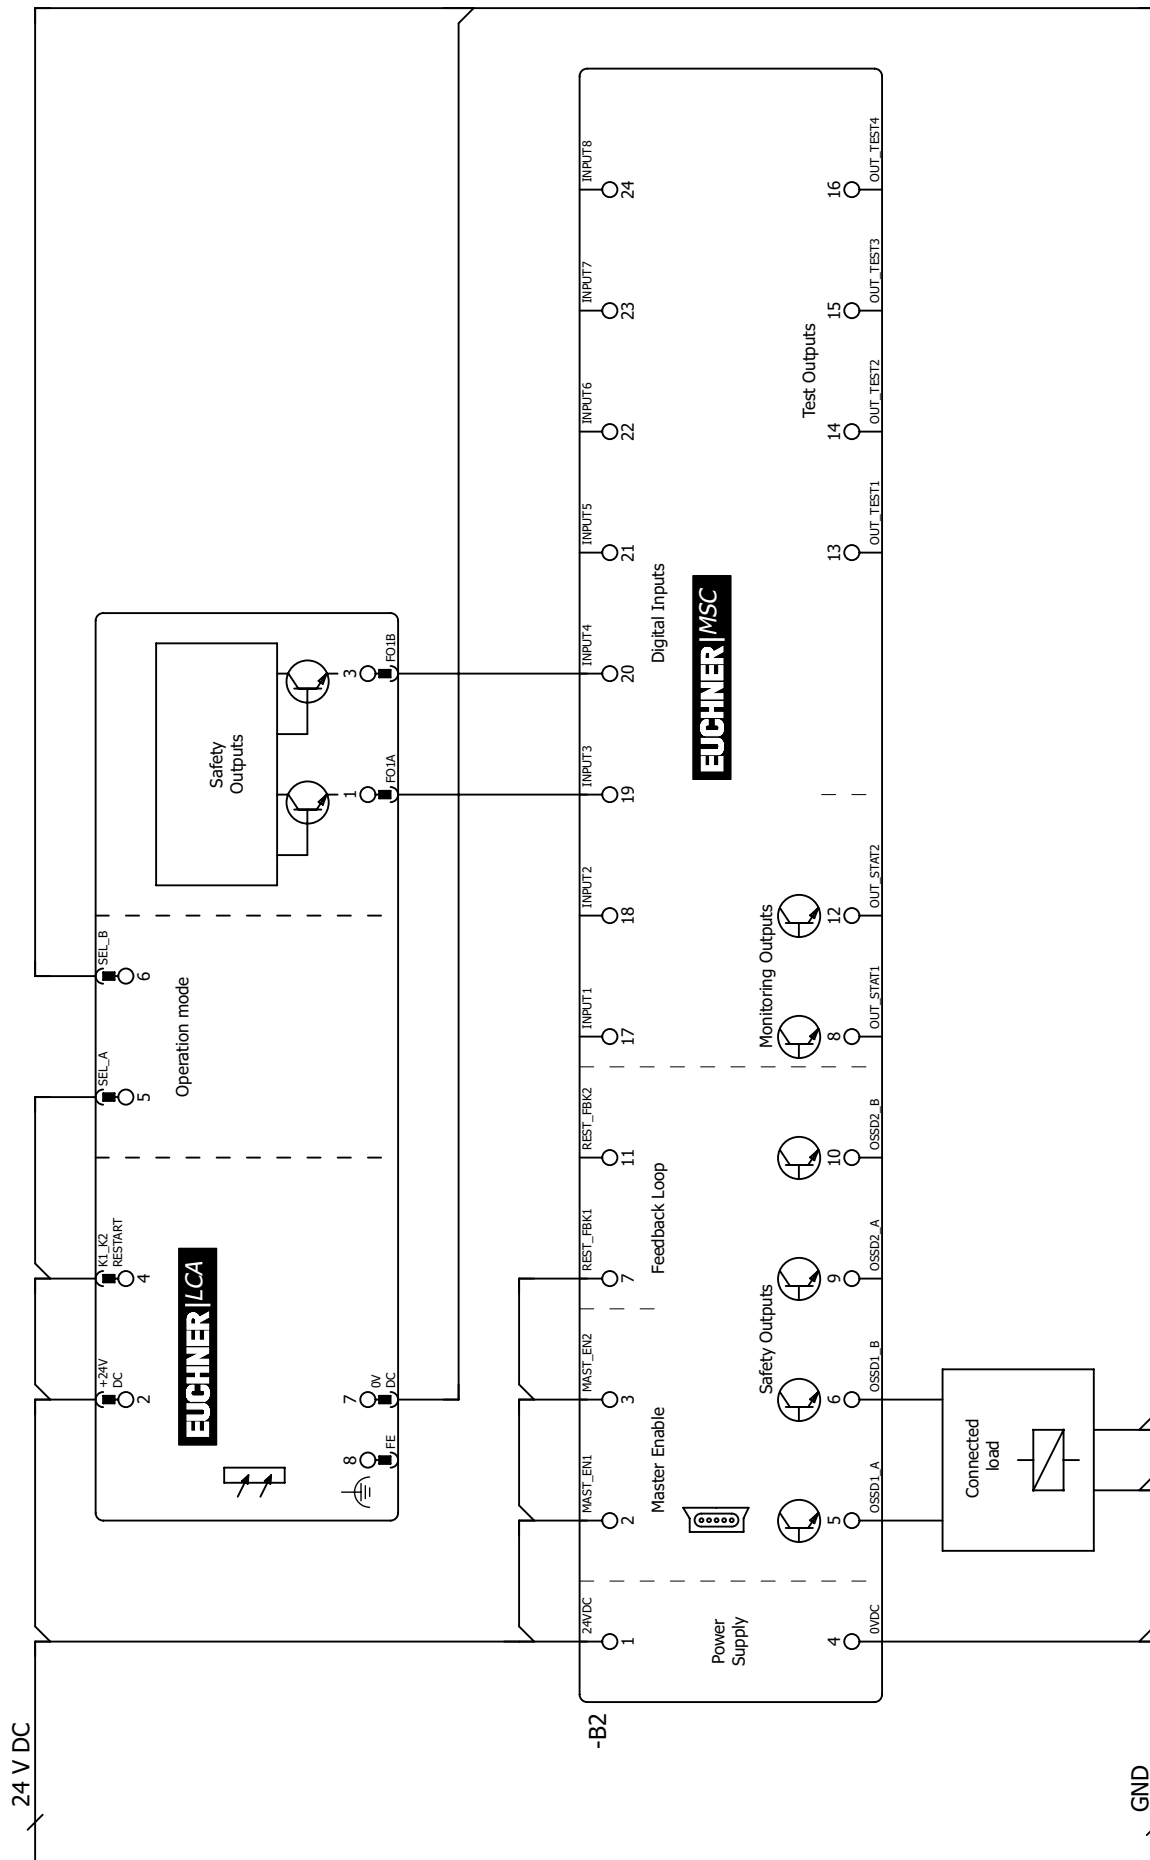 24 V DC
GND
-B2
+24V
DC
2
K1_K2
RESTART
4
SEL_A
5
SEL_B
6
EUCHNER|LCA
Operation mode
Safety
Outputs
8
FE
7
0V
DC
1
FO1A
3
FO1B
24VDC
1
MAST_EN1
2
MAST_EN2
3
REST_FBK1
7
REST_FBK2
11
INPUT1
17
INPUT2
18
INPUT3
19
INPUT4
20
INPUT5
21
INPUT6
22
INPUT7
23
INPUT8
24
Power
Supply
Master Enable
Feedback Loop
Digital Inputs
EUCHNER|MSC
Safety Outputs
Monitoring Outputs
Test Outputs
4
0VDC
5
OSSD1_A
6
OSSD1_B
9
OSSD2_A
10
OSSD2_B
8
OUT_STAT1
12
OUT_STAT2
13
OUT_TEST1
14
OUT_TEST2
15
OUT_TEST3
16
OUT_TEST4
Connected
load